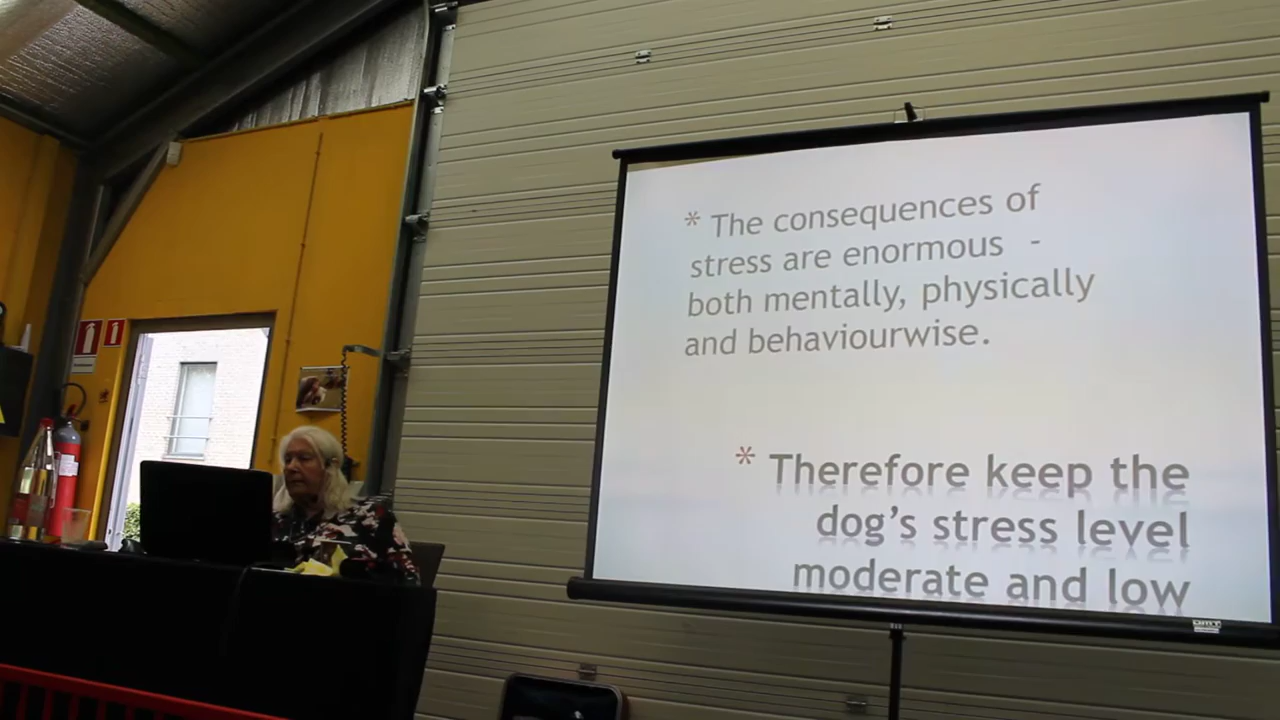 * The consequences of
stress are enormous -
both mentally, physically
and behaviourwise.
* Therefore keep the
dog's stress level
moderate and low